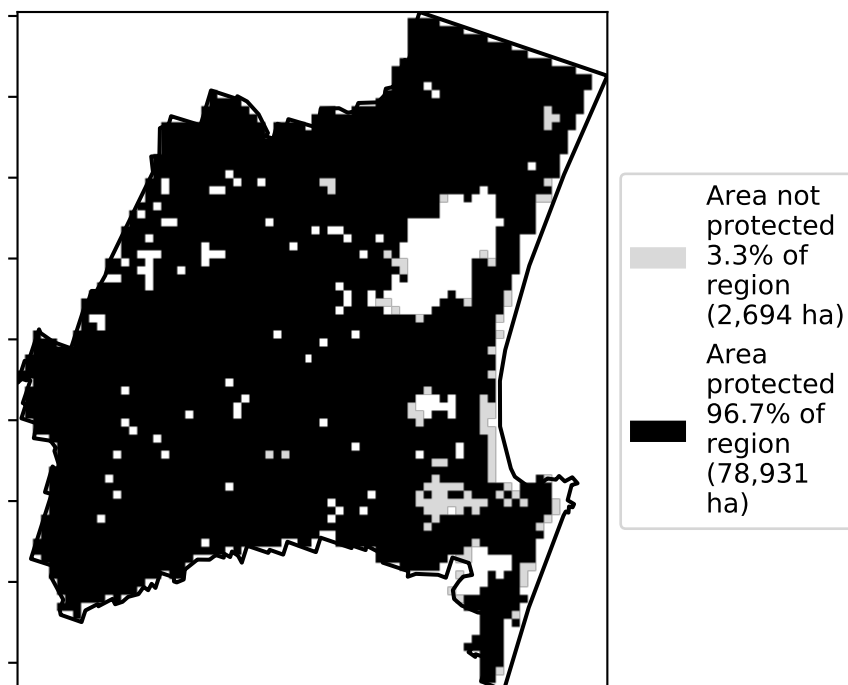 Area not
protected
3.3% of
region
(2,694 ha)
Area
protected
96.7% of
region
(78,931
ha)